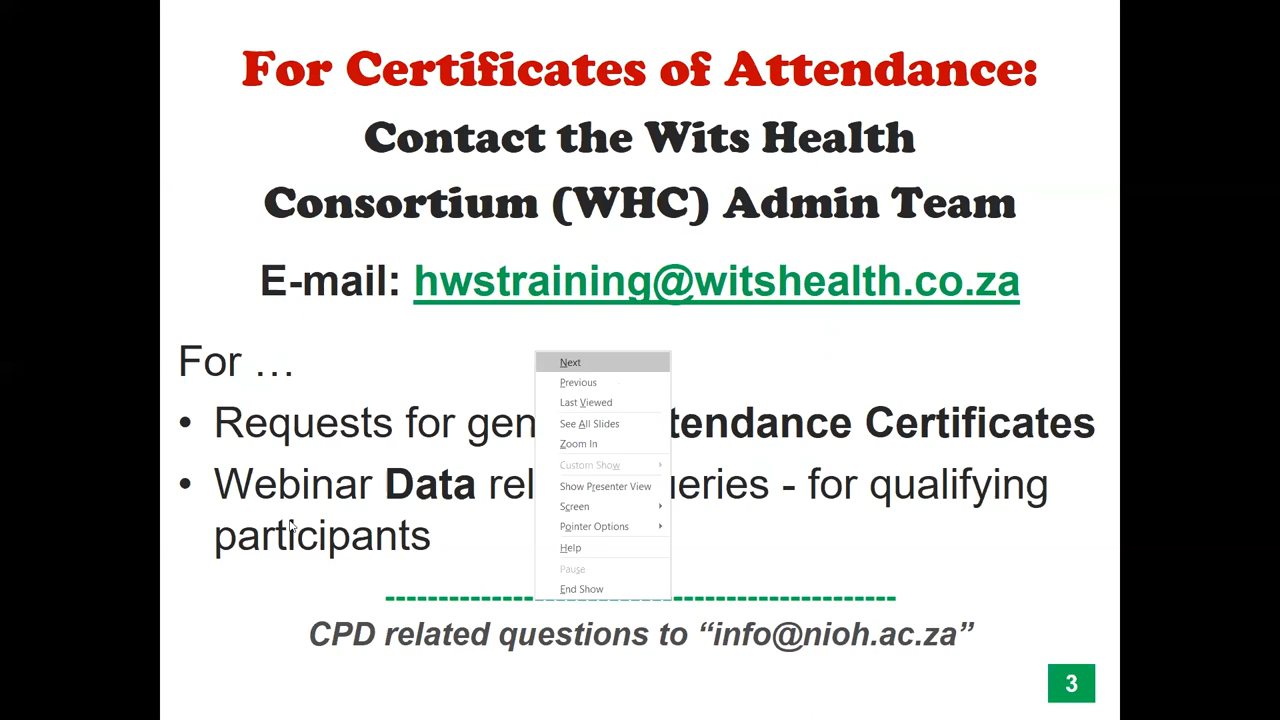 For Certificates of Attendance:
Contact the Wits Health
Consortium (WHC) Admin Team
E-mail: hwstraining@witshealth.co.za
For …
• Requests for gen tendance Certificates
• Webinar Data rel ueries - for qualifying
participants
Next
Previous
Last Viewed
See All Slides
Zoom In
Custom Show
Show Presenter View
Screen
Pointer Options
Help
Pause
End Show
CPD related questions to “info@nioh.ac.za”
3